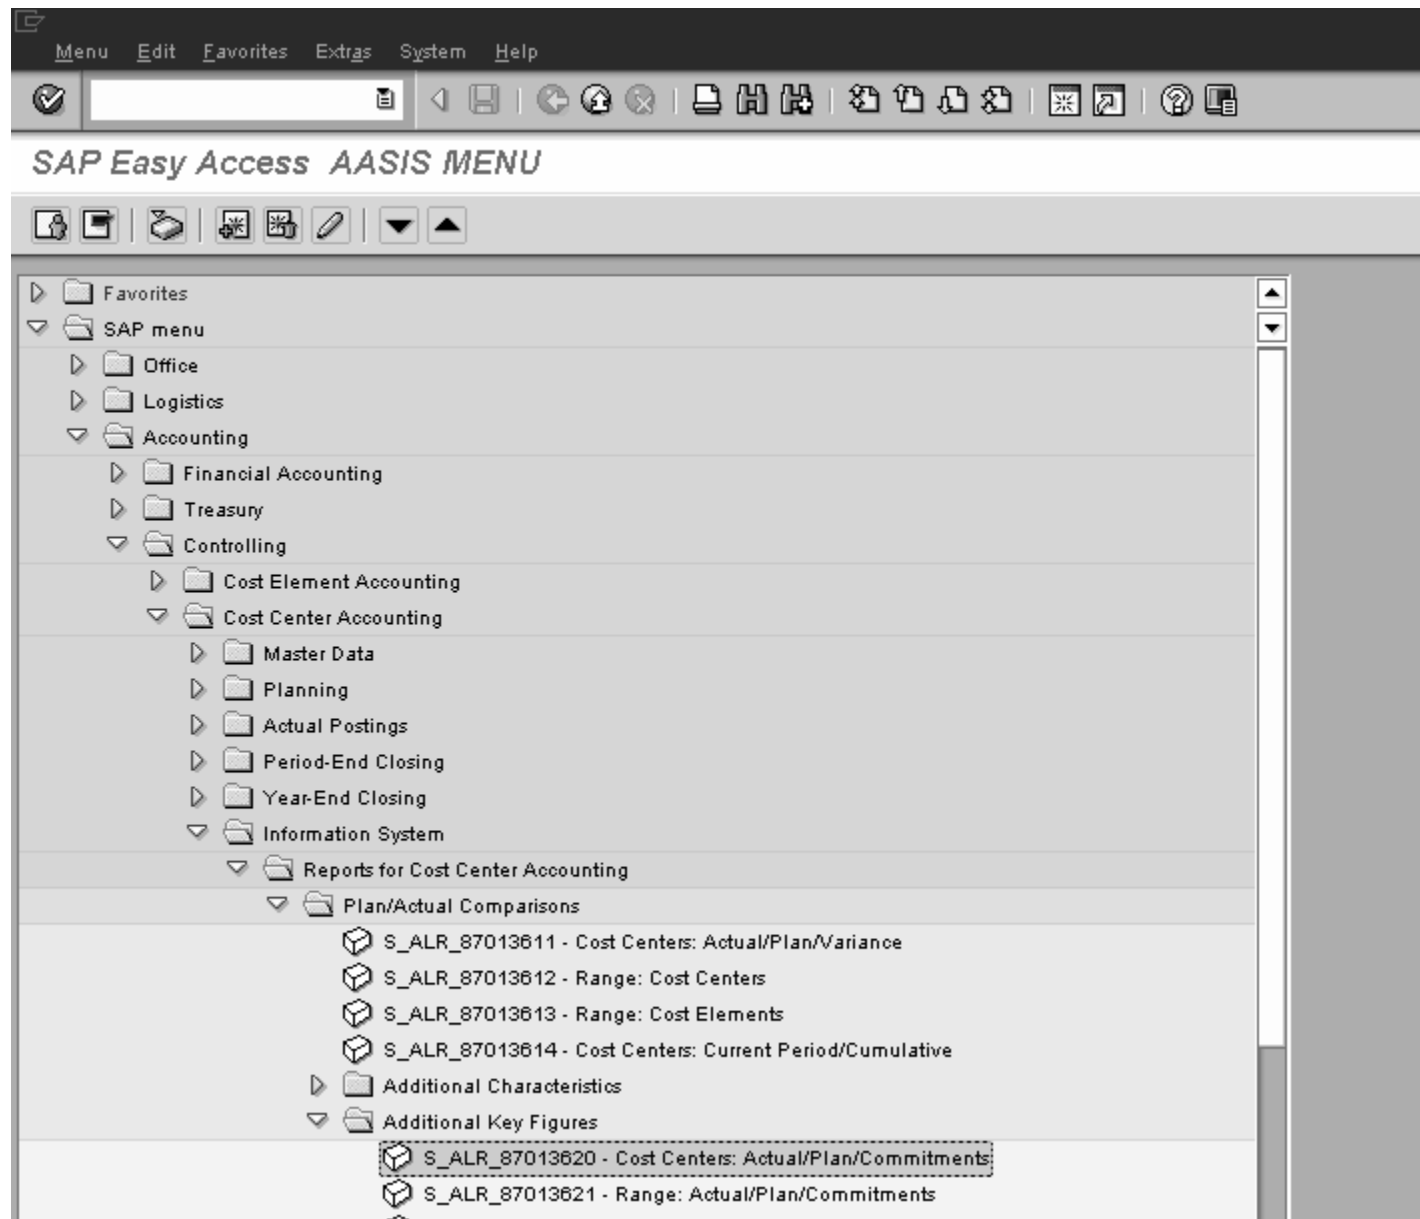 Menu Edit Favorites Extras System Help
SAP Easy Access AASIS MENU
Favorites
SAP menu
Office
Logistics
Accounting
Financial Accounting
Treasury
Controlling
Cost Element Accounting
Cost Center Accounting
Master Data
Planning
Actual Postings
Period-End Closing
Year-End Closing
Information System
Reports for Cost Center Accounting
Plan/Actual Comparisons
S_ALR_87013611 - Cost Centers: Actual/Plan/Variance
S_ALR_87013612 - Range: Cost Centers
S_ALR_87013613 - Range: Cost Elements
S_ALR_87013614 - Cost Centers: Current Period/Cumulative
Additional Characteristics
Additional Key Figures
S_ALR_87013620 - Cost Centers: Actual/Plan/Commitments
S_ALR_87013621 - Range: Actual/Plan/Commitments